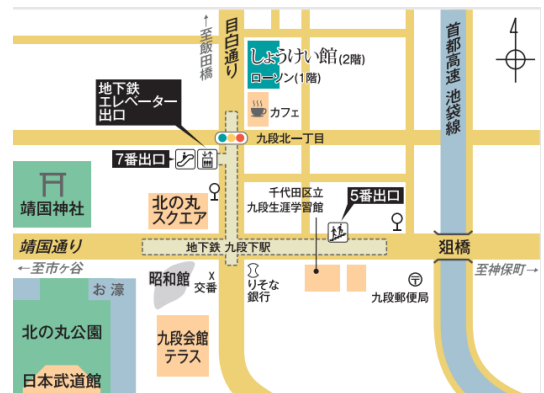 ←至飯田橋
目白通り
首都高速 池袋線
4
しょうけい館(2階)
ローソン(1階)
カフェ
地下鉄
エレベーター
出口
九段北一丁目
7番出口
靖国神社
北の丸
スクエア
千代田区立
九段生涯学習館
5番出口
靖国通り
地下鉄 九段下駅
俎橋
←至市ヶ谷
至神保町→
お濠
昭和館
X
交番
りそな
銀行
九段郵便局
北の丸公園
九段会館
テラス
日本武道館